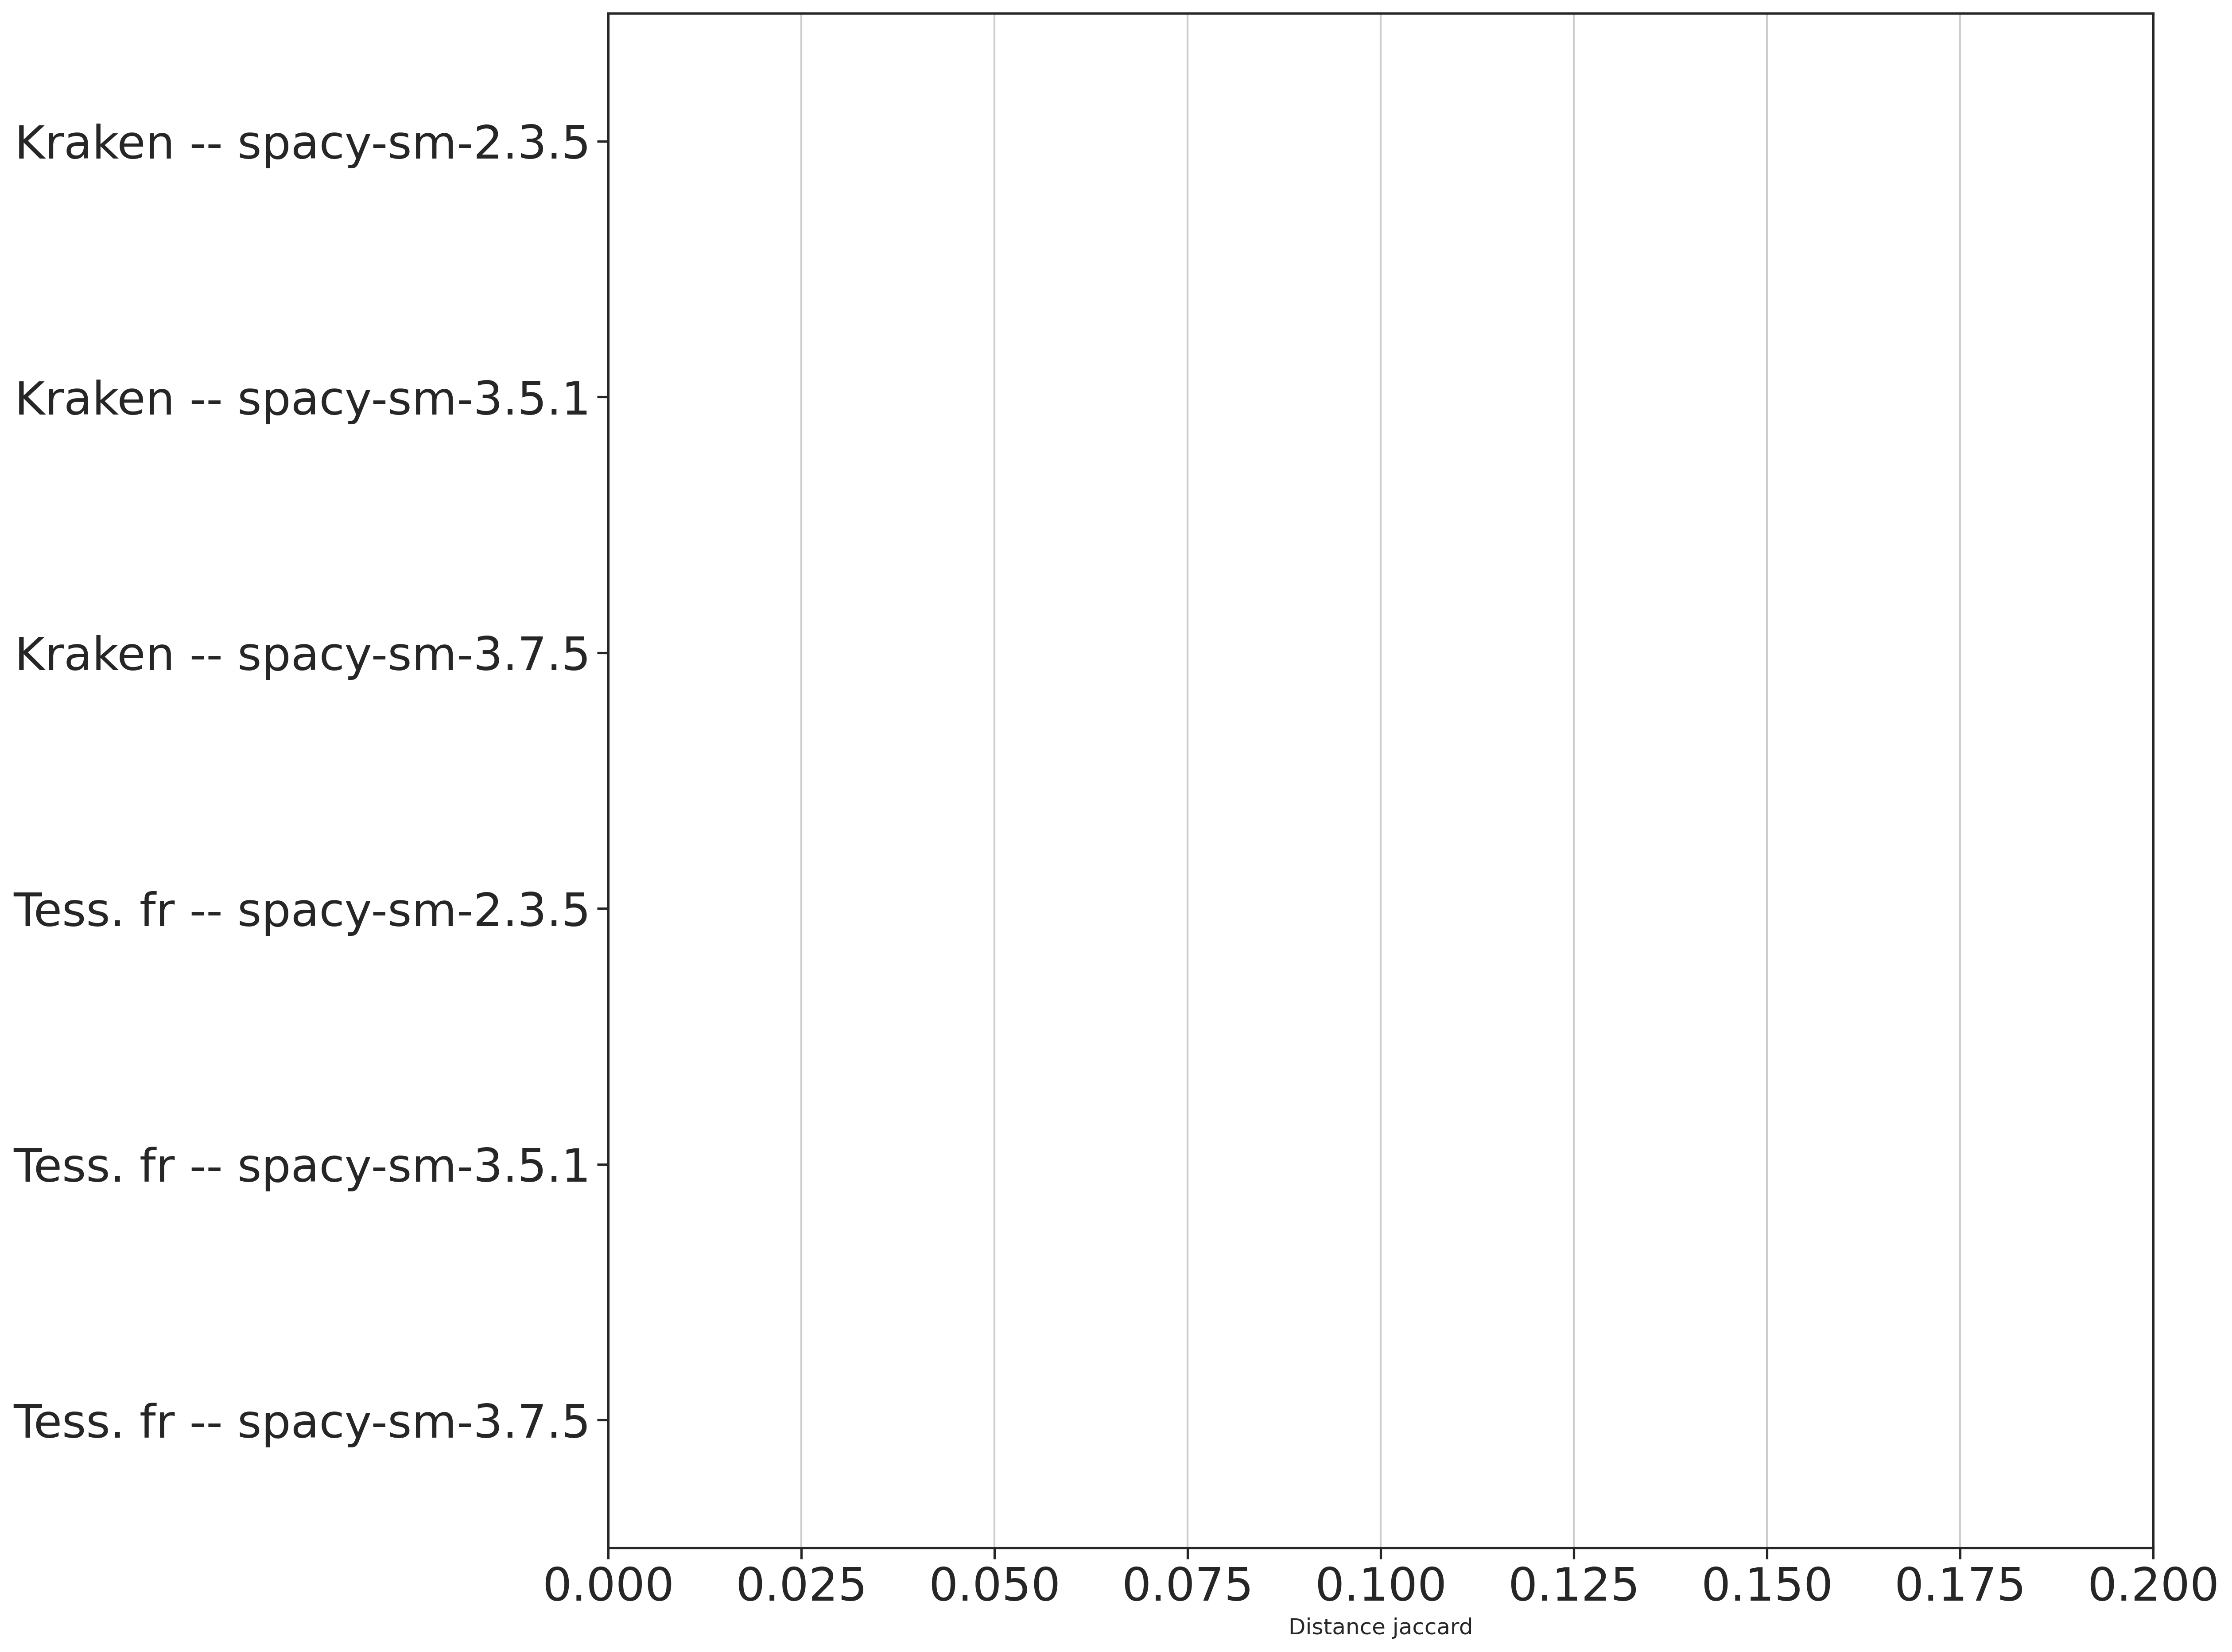 Kraken -- spacy-sm-2.3.5
Kraken -- spacy-sm-3.5.1
Kraken -- spacy-sm-3.7.5
Tess. fr -- spacy-sm-2.3.5
Tess. fr -- spacy-sm-3.5.1
Tess. fr -- spacy-sm-3.7.5
0.000 0.025 0.050 0.075 0.100 0.125 0.150 0.175 0.200
Distance jaccard